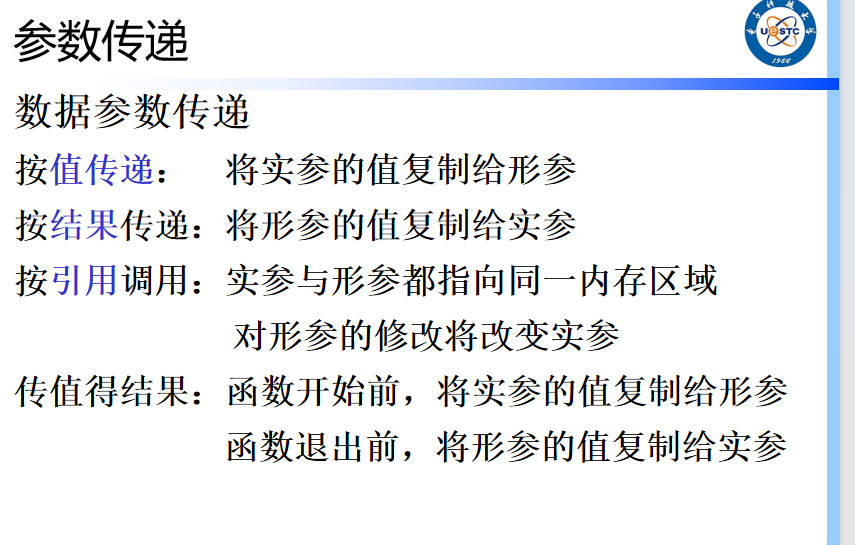 参数传递
UESTC
1956
数据参数传递
按值传递： 将实参的值复制给形参
按结果传递：将形参的值复制给实参
按引用调用：实参与形参都指向同一内存区域
对形参的修改将改变实参
传值得结果：函数开始前，将实参的值复制给形参
函数退出前，将形参的值复制给实参